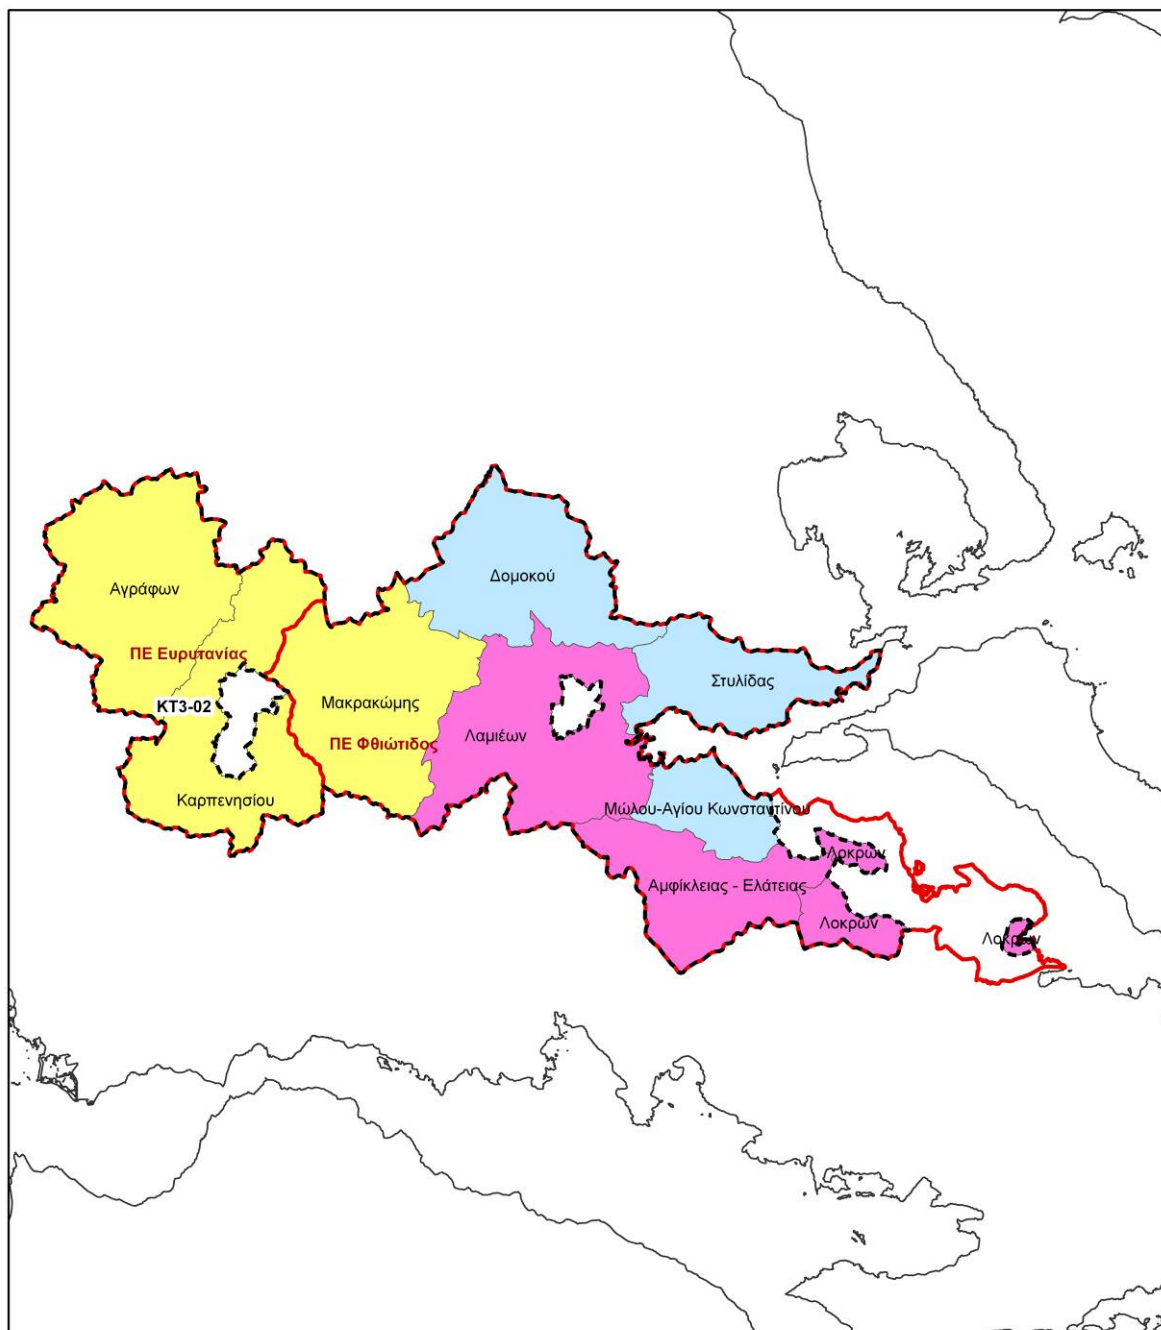 Δομοκού
Αγράφων
ΠΕ Ευρυτανίας
Στυλίδας
ΚΤ3-02
Μακρακώμης
Λαμιέων
ΠΕ Φθιώτιδος
Καρπενησίου
Μώλου-Αγίου Κωνσταντίνου
Λοκρών
Αμφίκλειας - Ελάτειας
Λοκρών
Λοκρών